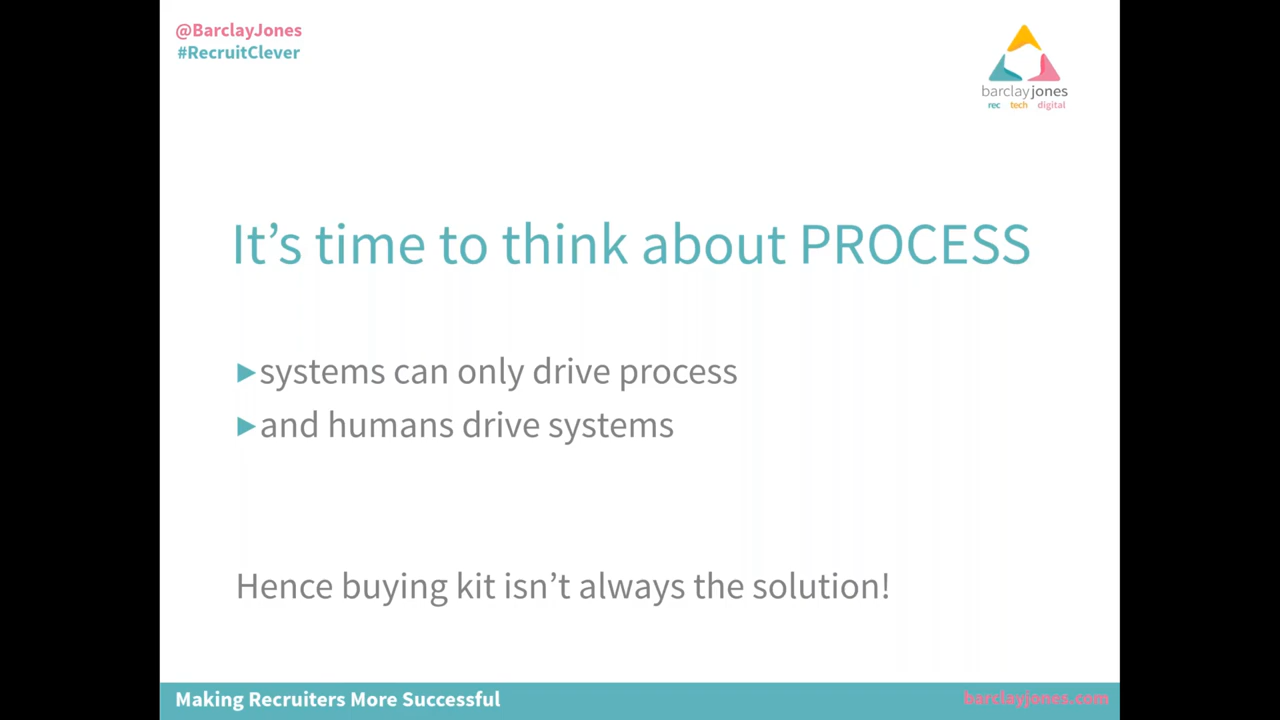 @BarclayJones
#RecruitClever
barclayjones
rec tech digital
It’s time to think about PROCESS
▶systems can only drive process
▶and humans drive systems
Hence buying kit isn’t always the solution!
Making Recruiters More Successful
barclayjones.com